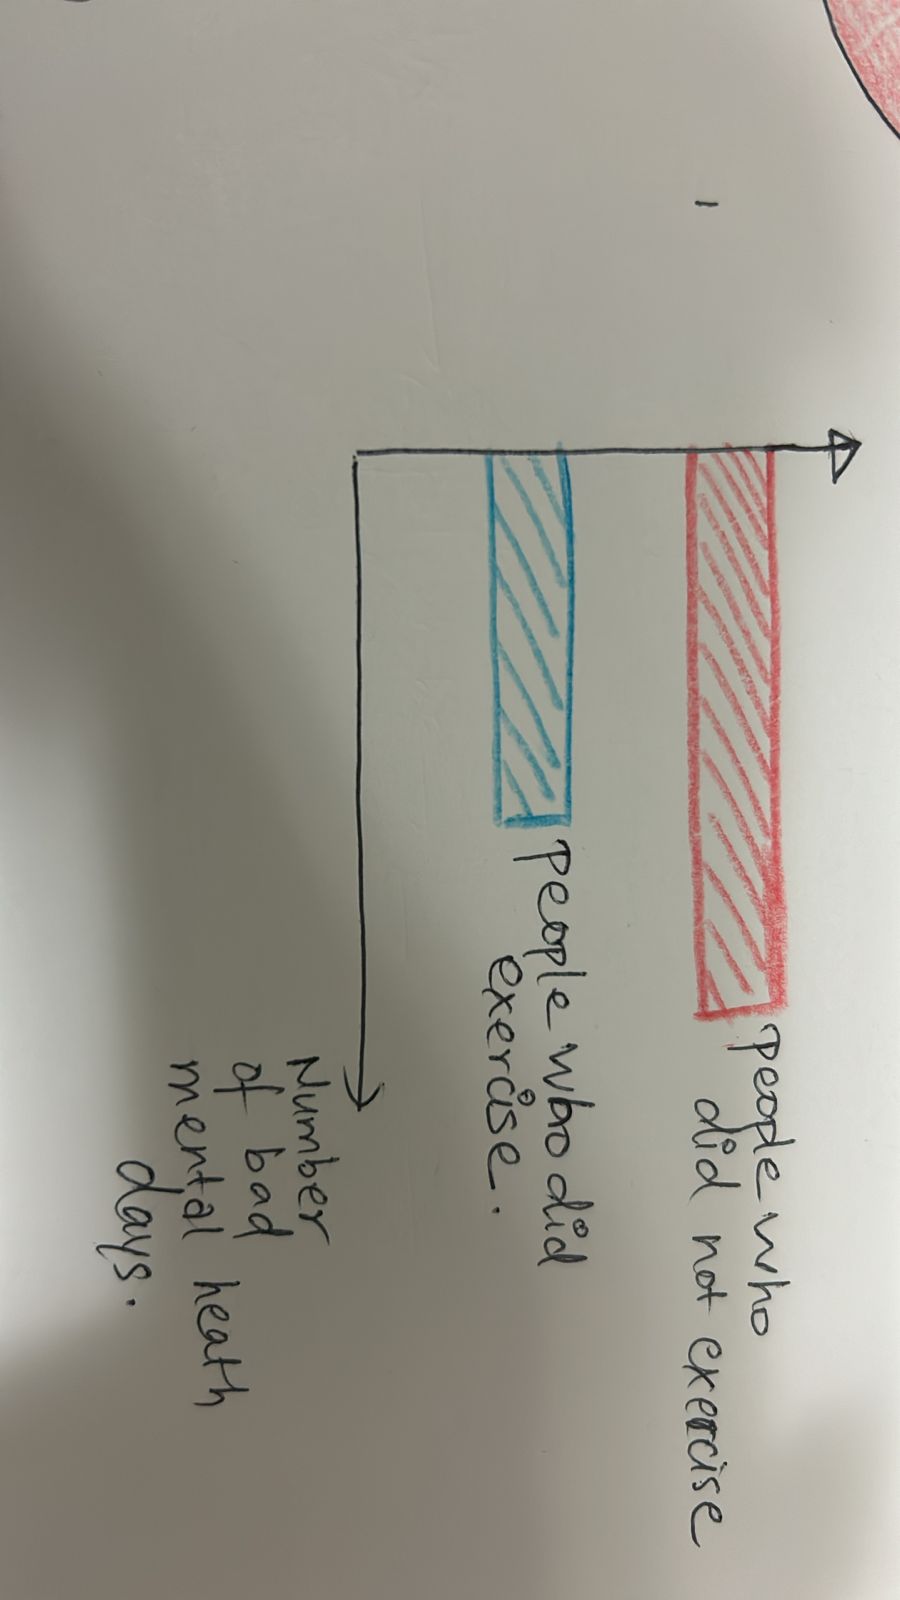 people who
did not exercise
people who did
exercise.
Number
of bad
mental heath
days.